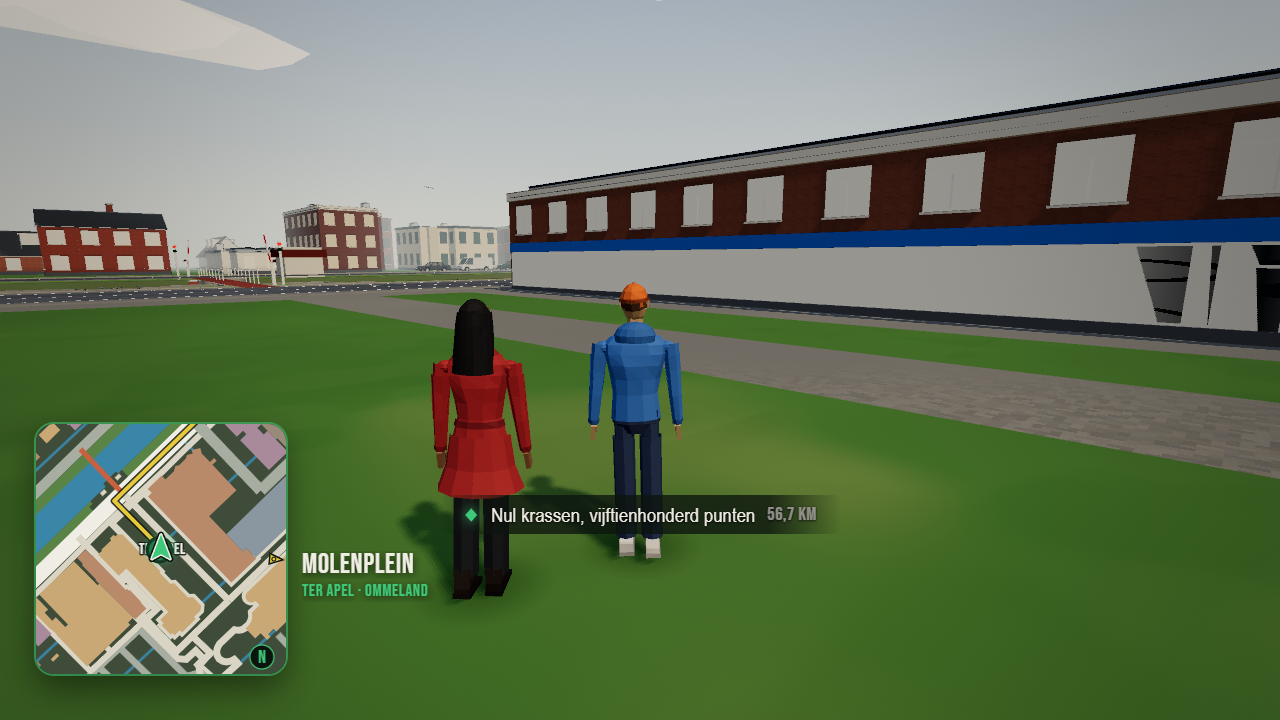 Nul krassen, vijftienhonderd punten 56,7 KM
MOLENPLEIN
TER APEL · OMMELAND
N